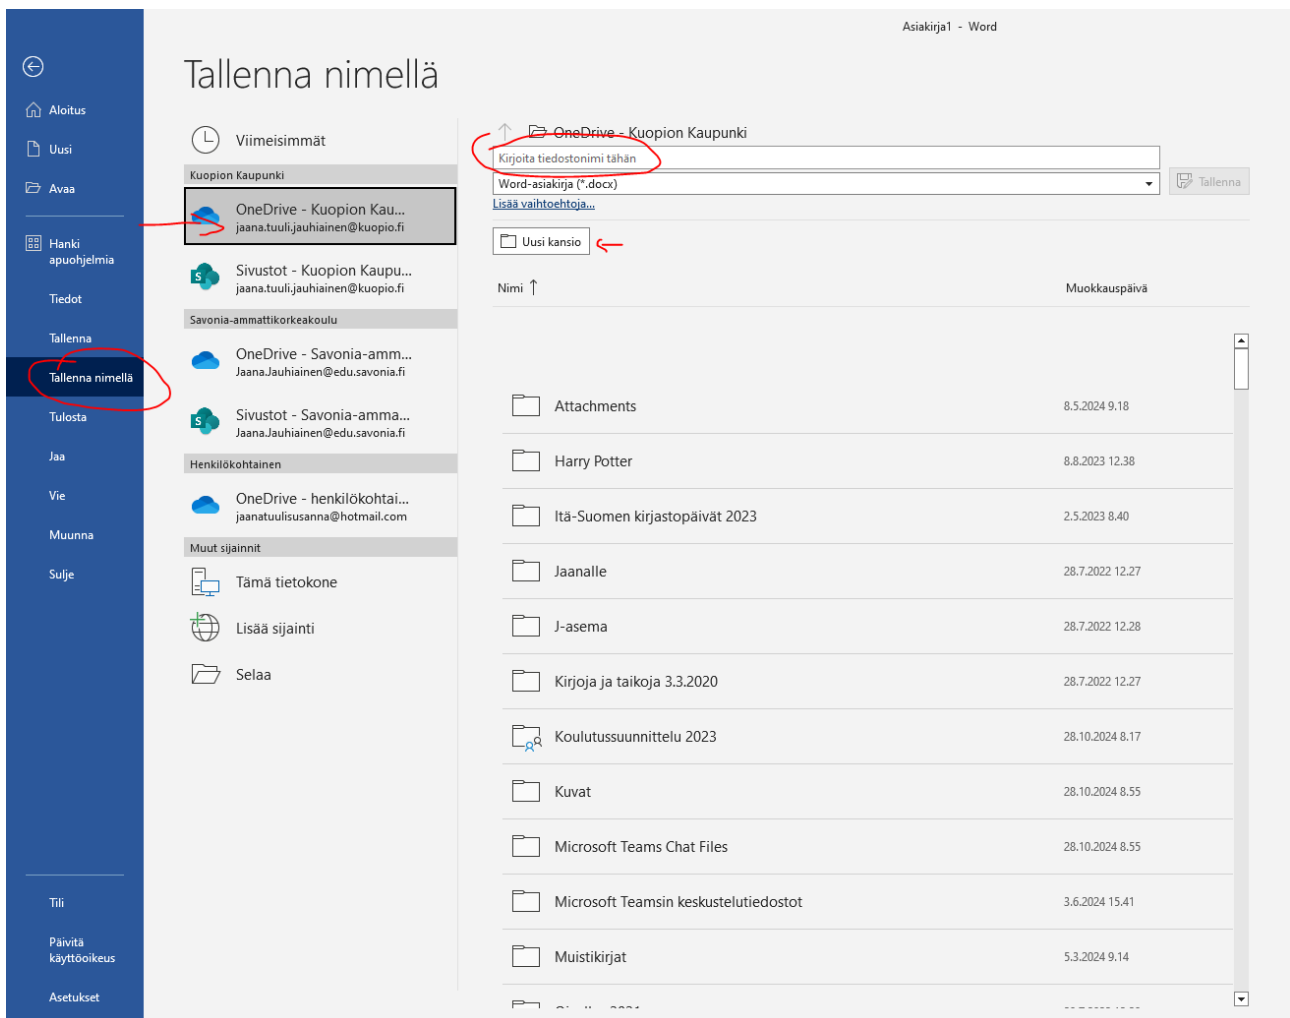 Asiakirja1 - Word
Aloitus
Uusi
Avaa
Hanki
apuohjelmia
Tiedot
Tallenna
Tallenna nimellä
Tulosta
Jaa
Vie
Muunna
Sulje
Tili
Päivitä
käyttöoikeus
Asetukset
Tallenna nimellä
Viimeisimmät
Kuopion Kaupunki
OneDrive - Kuopion Kau...
jaana.tuuli.jauhiainen@kuopio.fi
Sivustot - Kuopion Kaupu...
jaana.tuuli.jauhiainen@kuopio.fi
Savonia-ammattikorkeakoulu
OneDrive - Savonia-amm...
Jaana.Jauhiainen@edu.savonia.fi
Sivustot - Savonia-amma...
Jaana.Jauhiainen@edu.savonia.fi
Henkilökohtainen
OneDrive - henkilökohtai...
jaanatuulisusanna@hotmail.com
Muut sijainnit
Tämä tietokone
Lisää sijainti
Selaa
OneDrive - Kuopion Kaupunki
Kirjoita tiedostonimi tähän
Word-asiakirja (*.docx)
Tallenna
Lisää vaihtoehtoja...
Uusi kansio
Nimi ↑ Muokkauspäivä
Attachments 8.5.2024 9.18
Harry Potter 8.8.2023 12.38
Itä-Suomen kirjastopäivät 2023 2.5.2023 8.40
Jaanalle 28.7.2022 12.27
J-asema 28.7.2022 12.28
Kirjoja ja taikoja 3.3.2020 28.7.2022 12.27
Koulutussuunnittelu 2023 28.10.2024 8.17
Kuvat 28.10.2024 8.55
Microsoft Teams Chat Files 28.10.2024 8.55
Microsoft Teamsin keskustelutiedostot 3.6.2024 15.41
Muistikirjat 5.3.2024 9.14